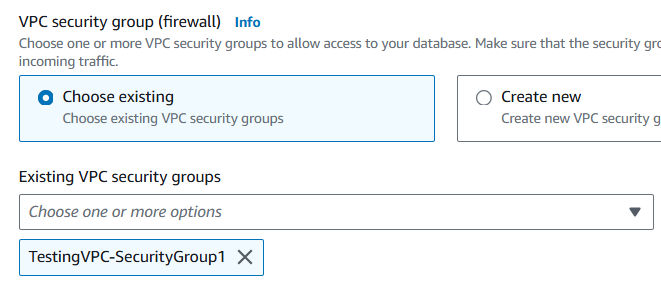 VPC security group (firewall) Info
Choose one or more VPC security groups to allow access to your database. Make sure that the security
incoming traffic.
Choose existing
Choose existing VPC security groups
Create new
Create new VPC security
Existing VPC security groups
Choose one or more options
TestingVPC-SecurityGroup1